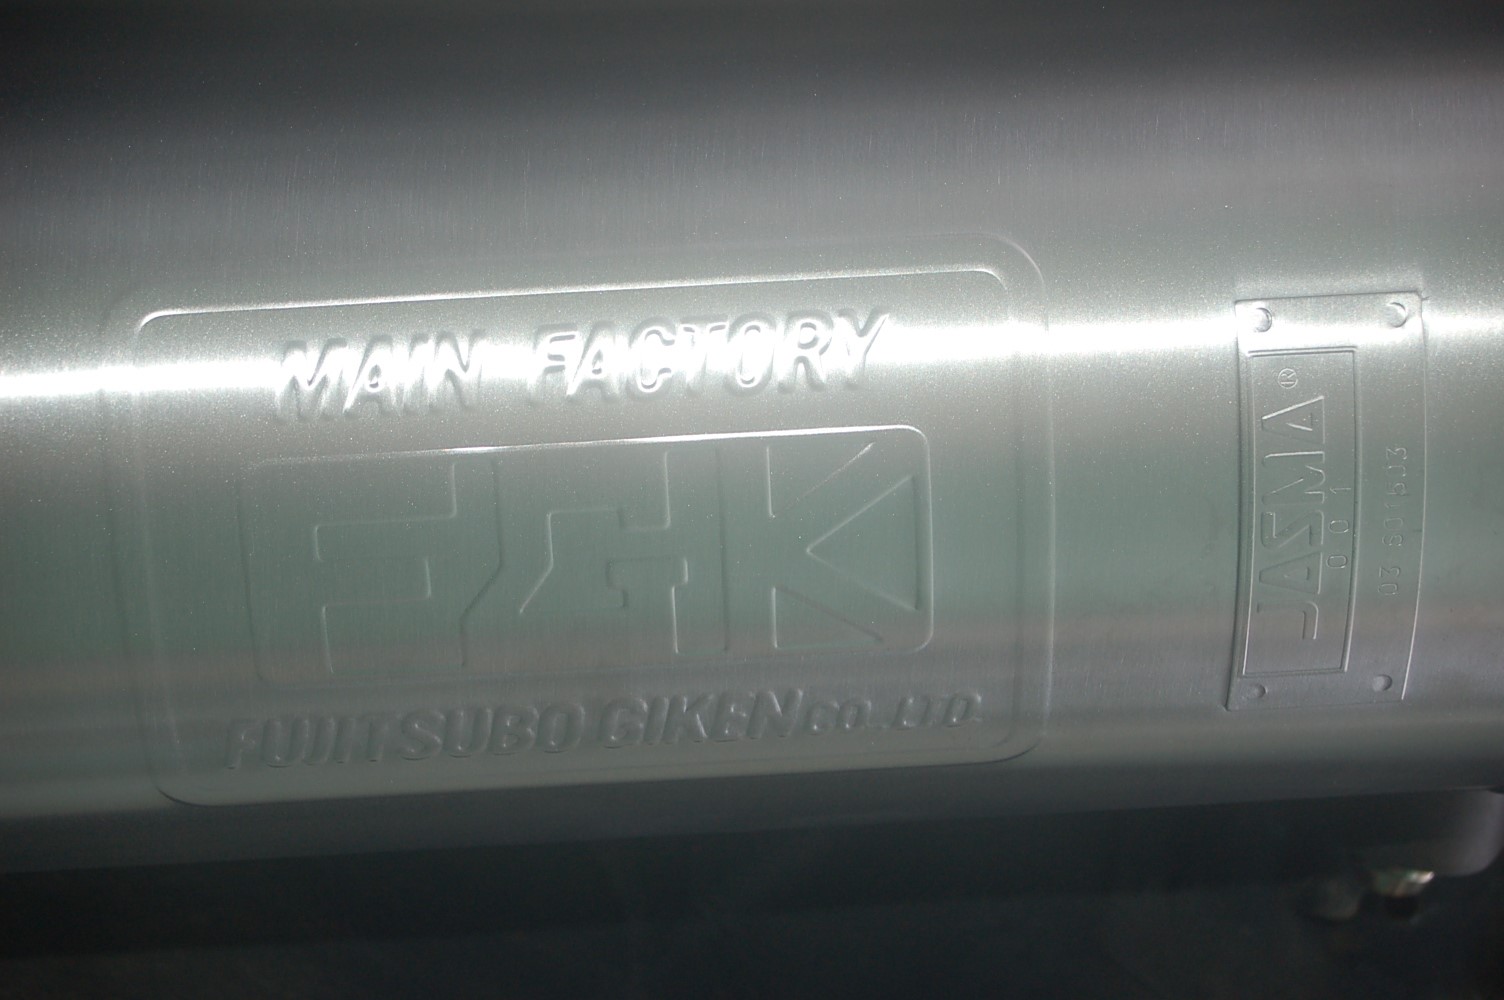 MAIN FACTORY
FGK
FUJITSUBO GIKEN CO.,LTD.
JASMA®
001